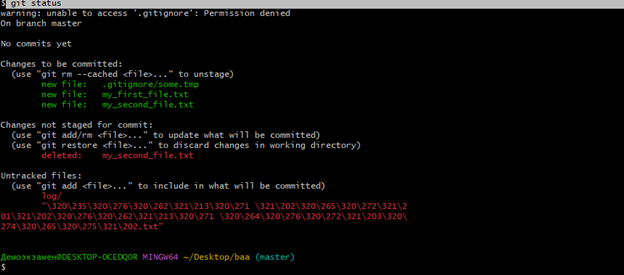 $ git status
warning: unable to access '.gitignore': Permission denied
On branch master
No commits yet
Changes to be committed:
(use "git rm --cached <file>..." to unstage)
new file: .gitignore/some.tmp
new file: my_first_file.txt
new file: my_second_file.txt
Changes not staged for commit:
(use "git add/rm <file>..." to update what will be committed)
(use "git restore <file>..." to discard changes in working directory)
deleted: my_second_file.txt
Untracked files:
(use "git add <file>..." to include in what will be committed)
log/
"\320\235\320\276\320\262\321\213\320\271 \321\202\320\265\320\272\321\2
01\321\202\320\276\320\262\321\213\320\271 \320\264\320\276\320\272\321\203\320\
274\320\265\320\275\321\202.txt"
Демоэкзамен@DESKTOP-OCEDQOR MINGW64 ~/Desktop/baa (master)
$